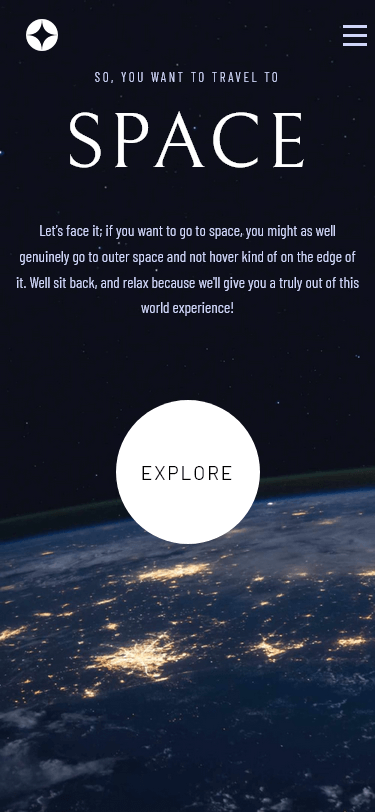 SO, YOU WANT TO TRAVEL TO
SPACE
Let's face it; if you want to go to space, you might as well
genuinely go to outer space and not hover kind of on the edge of
it. Well sit back, and relax because we'll give you a truly out of this
world experience!
EXPLORE